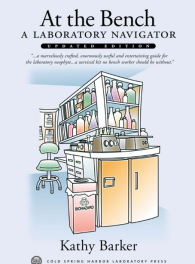 At the Bench
A LABORATORY NAVIGATOR
UPDATED EDITION
"...a marvelously crafted, enormously useful and entertaining guide for
the laboratory neophyte...a survival kit no bench worker should be without."
BIOHAZARD
Kathy Barker
COLD SPRING HARBOR LABORATORY PRESS